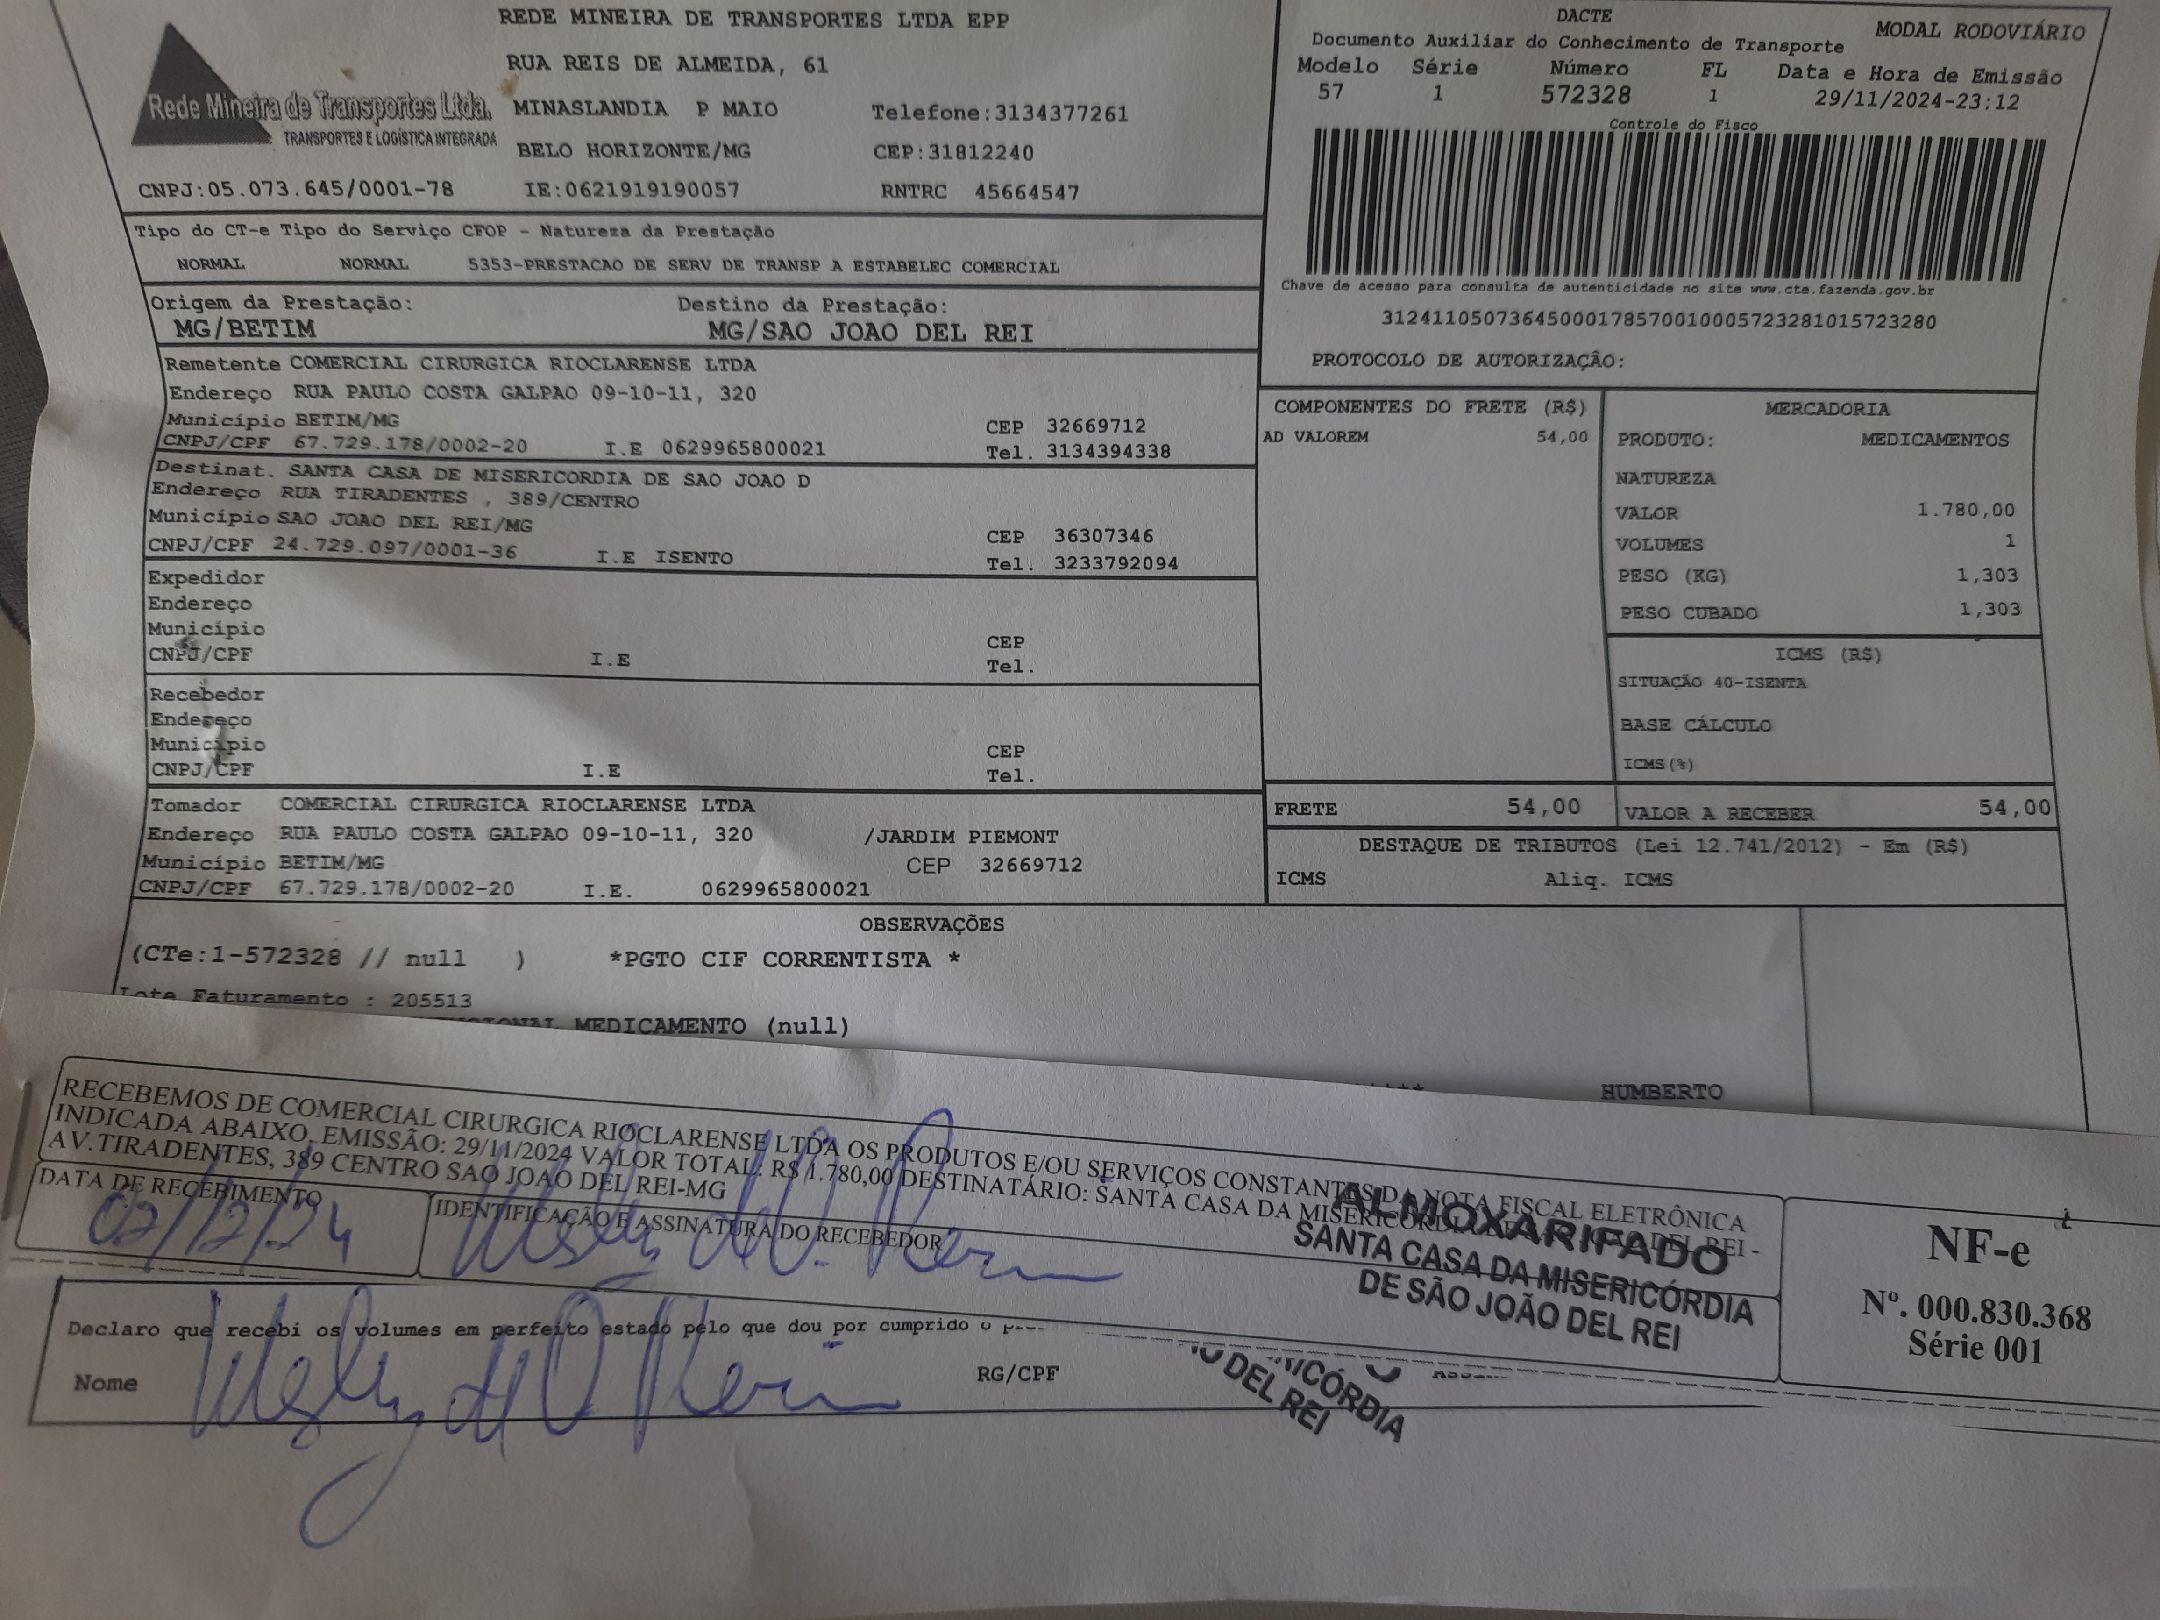 REDE MINEIRA DE TRANSPORTES LTDA EPP
RUA REIS DE ALMEIDA, 61
Rede Mineira de Transportes Ltda.
TRANSPORTES E LOGÍSTICA INTEGRADA
MINASLANDIA P MAIO Telefone:3134377261
BELO HORIZONTE/MG CEP:31812240
CNPJ:05.073.645/0001-78 IE:0621919190057 RNTRC 45664547
DACTE MODAL RODOVIÁRIO
Documento Auxiliar do Conhecimento de Transporte
Modelo Série Número FL Data e Hora de Emissão
57 1 572328 1 29/11/2024-23:12
Controle do Fisco
Chave de acesso para consulta de autenticidade no site www.cte.fazenda.gov.br
31241105073645000178570010005723281015723280
PROTOCOLO DE AUTORIZAÇÃO:
Tipo do CT-e Tipo do Serviço CFOP - Natureza da Prestação
NORMAL NORMAL 5353-PRESTACAO DE SERV DE TRANSP A ESTABELEC COMERCIAL
Origem da Prestação: Destino da Prestação:
MG/BETIM MG/SAO JOAO DEL REI
Remetente COMERCIAL CIRURGICA RIOCLARENSE LTDA
Endereço RUA PAULO COSTA GALPAO 09-10-11, 320
Município BETIM/MG CEP 32669712
CNPJ/CPF 67.729.178/0002-20 I.E 0629965800021 Tel. 3134394338
Destinat. SANTA CASA DE MISERICORDIA DE SAO JOAO D
Endereço RUA TIRADENTES , 389/CENTRO
Município SAO JOAO DEL REI/MG CEP 36307346
CNPJ/CPF 24.729.097/0001-36 I.E ISENTO Tel. 3233792094
Expedidor
Endereço
Município CEP
CNPJ/CPF I.E Tel.
Recebedor
Endereço
Município CEP
CNPJ/CPF I.E Tel.
Tomador COMERCIAL CIRURGICA RIOCLARENSE LTDA
Endereço RUA PAULO COSTA GALPAO 09-10-11, 320 /JARDIM PIEMONT
Município BETIM/MG CEP 32669712
CNPJ/CPF 67.729.178/0002-20 I.E. 0629965800021
COMPONENTES DO FRETE (R$)
AD VALOREM 54,00
MERCADORIA
PRODUTO: MEDICAMENTOS
NATUREZA
VALOR 1.780,00
VOLUMES 1
PESO (KG) 1,303
PESO CUBADO 1,303
ICMS (R$)
SITUAÇÃO 40-ISENTA
BASE CÁLCULO
ICMS(%)
FRETE 54,00 VALOR A RECEBER 54,00
DESTAQUE DE TRIBUTOS (Lei 12.741/2012) - Em (R$)
ICMS Aliq. ICMS
OBSERVAÇÕES
(CTe:1-572328 // null ) *PGTO CIF CORRENTISTA *
Lote Faturamento : 205513
MEDICAMENTO (null)
HUMBERTO
RECEBEMOS DE COMERCIAL CIRURGICA RIOCLARENSE LTDA OS PRODUTOS E/OU SERVIÇOS CONSTANTES DA NOTA FISCAL ELETRÔNICA
INDICADA ABAIXO. EMISSÃO: 29/11/2024 VALOR TOTAL: R$ 1.780,00 DESTINATÁRIO: SANTA CASA DA MISERICORDIA DE SAO JOAO DEL REI -
AV.TIRADENTES, 389 CENTRO SAO JOAO DEL REI-MG
DATA DE RECEBIMENTO IDENTIFICAÇÃO E ASSINATURA DO RECEBEDOR
02/12/24
ALMOXARIFADO
SANTA CASA DA MISERICÓRDIA
DE SÃO JOÃO DEL REI
NF-e
Nº. 000.830.368
Série 001
Declaro que recebi os volumes em perfeito estado pelo que dou por cumprido o
Nome RG/CPF
DEL REI